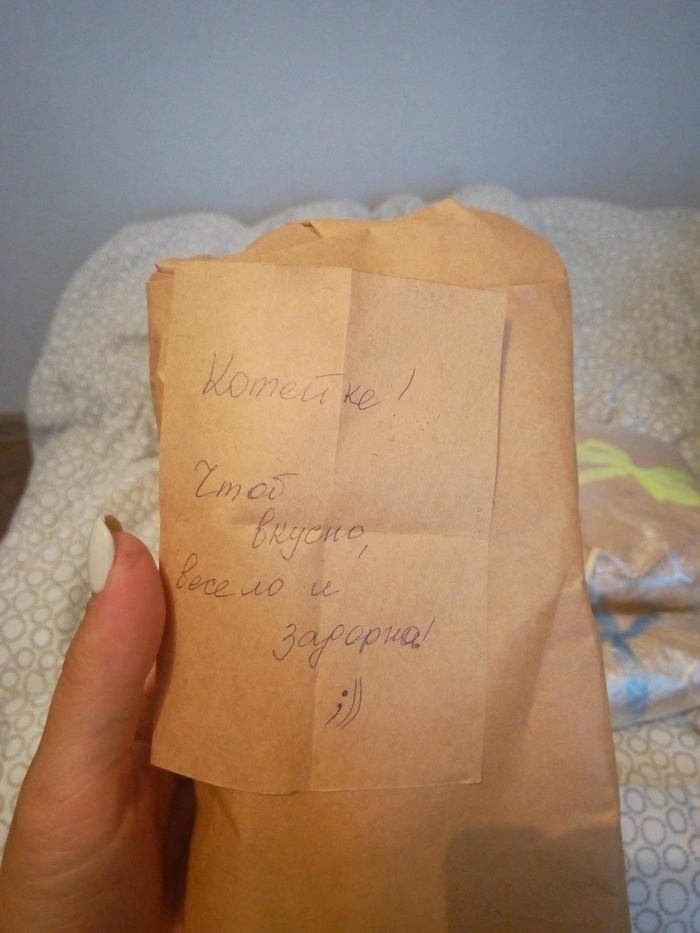 Котейке!
Чтоб
вкусно,
весело и
задорно!
;))